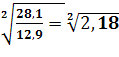 ²√(28,1/12,9) = ²√2,18